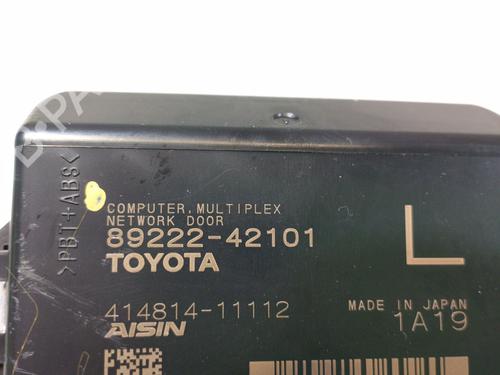 >PBT+ABS<
COMPUTER, MULTIPLEX
NETWORK DOOR
89222-42101
TOYOTA
L
414814-11112
AISIN
MADE IN JAPAN
1A19